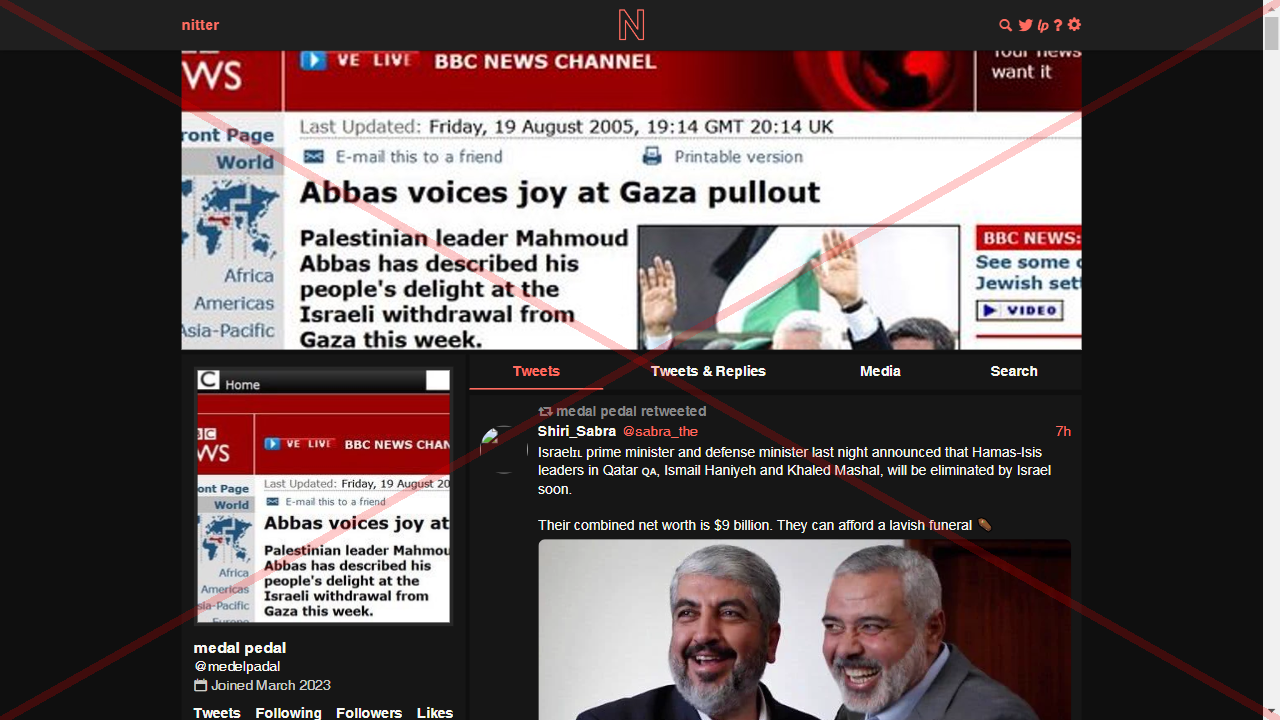 nitter
N
lp ?
VE LIVE BBC NEWS CHANNEL
WS
Your news
want it
ront Page
World
Africa
Americas
Asia-Pacific
Last Updated: Friday, 19 August 2005, 19:14 GMT 20:14 UK
E-mail this to a friend
Printable version
Abbas voices joy at Gaza pullout
Palestinian leader Mahmoud
Abbas has described his
people's delight at the
Israeli withdrawal from
Gaza this week.
BBC NEWS:
See some
Jewish sett
VIDEO
Tweets
Tweets & Replies
Media
Search
C Home
BC
WS
VE LIVE BBC NEWS CHAN
ont Page
World
Africa
Americas
sia-Pacific
Europe
Last Updated: Friday, 19 August 20
E-mail this to a friend
Abbas voices joy at
Palestinian leader Mahmou
Abbas has described his
people's delight at the
Israeli withdrawal from
Gaza this week.
medal pedal
@medelpadal
Joined March 2023
Tweets Following Followers Likes
medal pedal retweeted
Shiri_Sabra @sabra_the
7h
Israel🇮🇱 prime minister and defense minister last night announced that Hamas-Isis
leaders in Qatar 🇶🇦, Ismail Haniyeh and Khaled Mashal, will be eliminated by Israel
soon.
Their combined net worth is $9 billion. They can afford a lavish funeral ⚰️